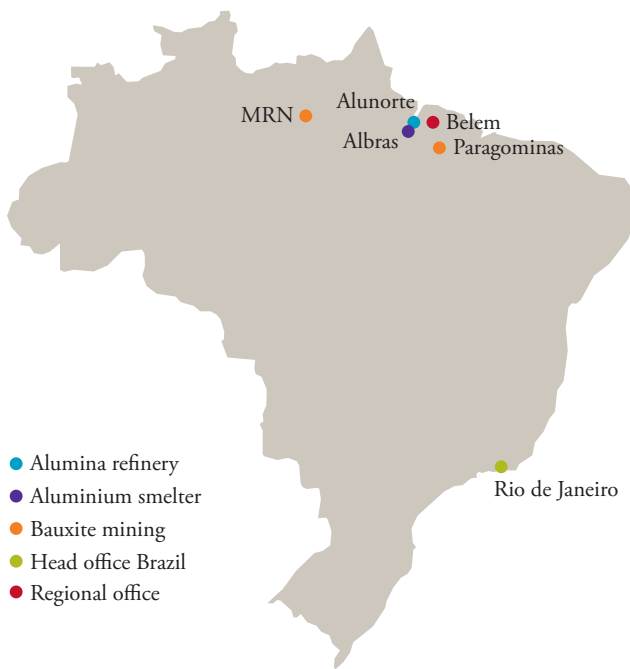 Alunorte
MRN
Belem
Albras
Paragominas
Rio de Janeiro
Alumina refinery
Aluminium smelter
Bauxite mining
Head office Brazil
Regional office